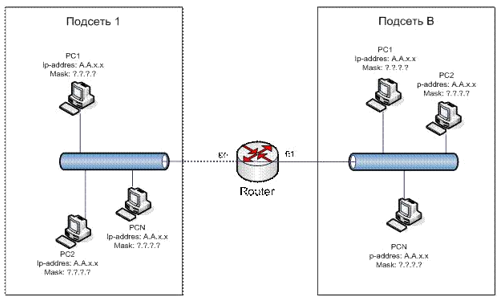 Подсеть 1
PC1
Ip-addres: A.A.x.x
Mask: ?.?.?.?
PC2
Ip-addres: A.A.x.x
Mask: ?.?.?.?
PCN
Ip-addres: A.A.x.x
Mask: ?.?.?.?
Router
Подсеть B
PC1
Ip-addres: A.A.x.x
Mask: ?.?.?.?
PC2
p-addres: A.A.x.x
Mask: ?.?.?.?
PCN
p-addres: A.A.x.x
Mask: ?.?.?.?